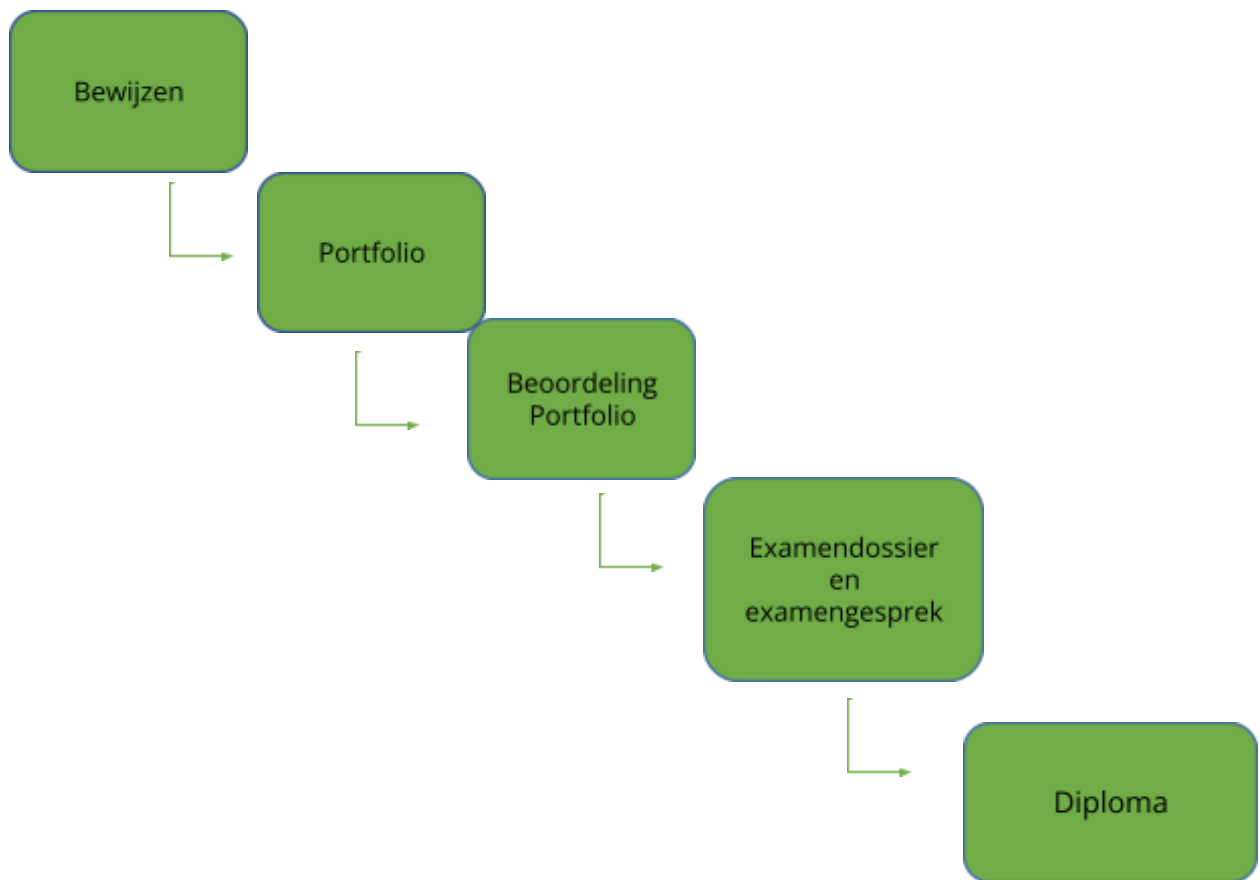 Bewijzen
Portfolio
Beoordeling
Portfolio
Examendossier
en
examengesprek
Diploma